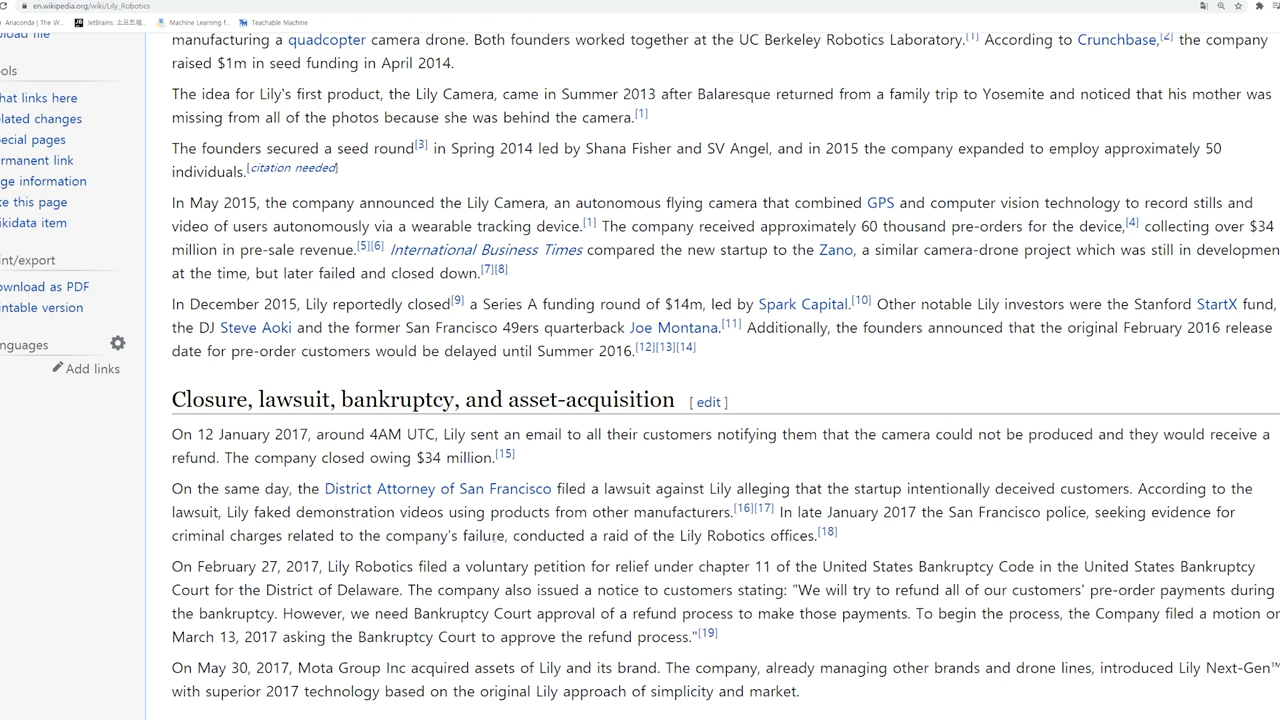 en.wikipedia.org/wiki/Lily_Robotics
Anaconda | The W... JetBrains: 소프트웨... Machine Learning f... Teachable Machine
pload file
ols
hat links here
elated changes
pecial pages
rmanent link
ge information
te this page
ikidata item
int/export
ownload as PDF
intable version
nguages
Add links
manufacturing a quadcopter camera drone. Both founders worked together at the UC Berkeley Robotics Laboratory.[1] According to Crunchbase,[2] the company
raised $1m in seed funding in April 2014.
The idea for Lily's first product, the Lily Camera, came in Summer 2013 after Balaresque returned from a family trip to Yosemite and noticed that his mother was
missing from all of the photos because she was behind the camera.[1]
The founders secured a seed round[3] in Spring 2014 led by Shana Fisher and SV Angel, and in 2015 the company expanded to employ approximately 50
individuals.[citation needed]
In May 2015, the company announced the Lily Camera, an autonomous flying camera that combined GPS and computer vision technology to record stills and
video of users autonomously via a wearable tracking device.[1] The company received approximately 60 thousand pre-orders for the device,[4] collecting over $34
million in pre-sale revenue.[5][6] International Business Times compared the new startup to the Zano, a similar camera-drone project which was still in developmen
at the time, but later failed and closed down.[7][8]
In December 2015, Lily reportedly closed[9] a Series A funding round of $14m, led by Spark Capital.[10] Other notable Lily investors were the Stanford StartX fund,
the DJ Steve Aoki and the former San Francisco 49ers quarterback Joe Montana.[11] Additionally, the founders announced that the original February 2016 release
date for pre-order customers would be delayed until Summer 2016.[12][13][14]
Closure, lawsuit, bankruptcy, and asset-acquisition [ edit ]
On 12 January 2017, around 4AM UTC, Lily sent an email to all their customers notifying them that the camera could not be produced and they would receive a
refund. The company closed owing $34 million.[15]
On the same day, the District Attorney of San Francisco filed a lawsuit against Lily alleging that the startup intentionally deceived customers. According to the
lawsuit, Lily faked demonstration videos using products from other manufacturers.[16][17] In late January 2017 the San Francisco police, seeking evidence for
criminal charges related to the company's failure, conducted a raid of the Lily Robotics offices.[18]
On February 27, 2017, Lily Robotics filed a voluntary petition for relief under chapter 11 of the United States Bankruptcy Code in the United States Bankruptcy
Court for the District of Delaware. The company also issued a notice to customers stating: "We will try to refund all of our customers' pre-order payments during
the bankruptcy. However, we need Bankruptcy Court approval of a refund process to make those payments. To begin the process, the Company filed a motion or
March 13, 2017 asking the Bankruptcy Court to approve the refund process."[19]
On May 30, 2017, Mota Group Inc acquired assets of Lily and its brand. The company, already managing other brands and drone lines, introduced Lily Next-Gen™
with superior 2017 technology based on the original Lily approach of simplicity and market.